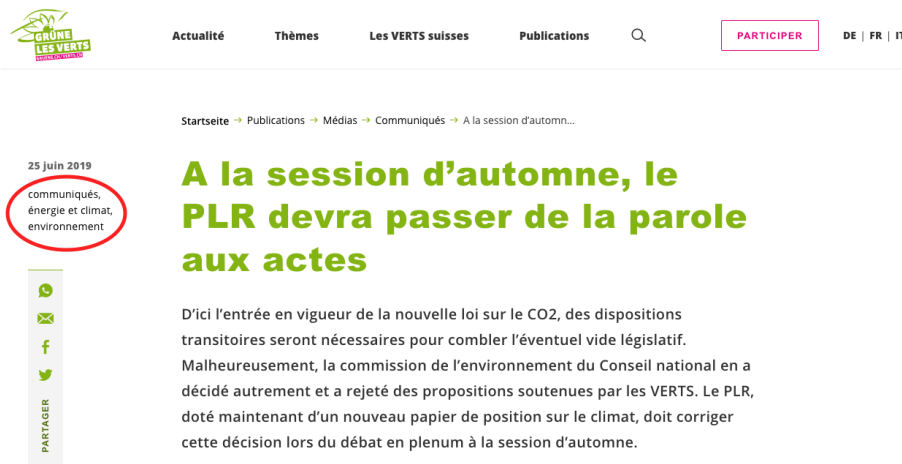 GRÜNE
LES VERTS
Actualité
Thèmes
Les VERTS suisses
Publications
PARTICIPER
DE | FR | IT
Startseite → Publications → Médias → Communiqués → A la session d'automn...
25 juin 2019
communiqués,
énergie et climat,
environnement
A la session d'automne, le
PLR devra passer de la parole
aux actes
D'ici l'entrée en vigueur de la nouvelle loi sur le CO2, des dispositions
transitoires seront nécessaires pour combler l'éventuel vide législatif.
Malheureusement, la commission de l'environnement du Conseil national en a
décidé autrement et a rejeté des propositions soutenues par les VERTS. Le PLR,
doté maintenant d'un nouveau papier de position sur le climat, doit corriger
cette décision lors du débat en plenum à la session d'automne.
PARTAGER